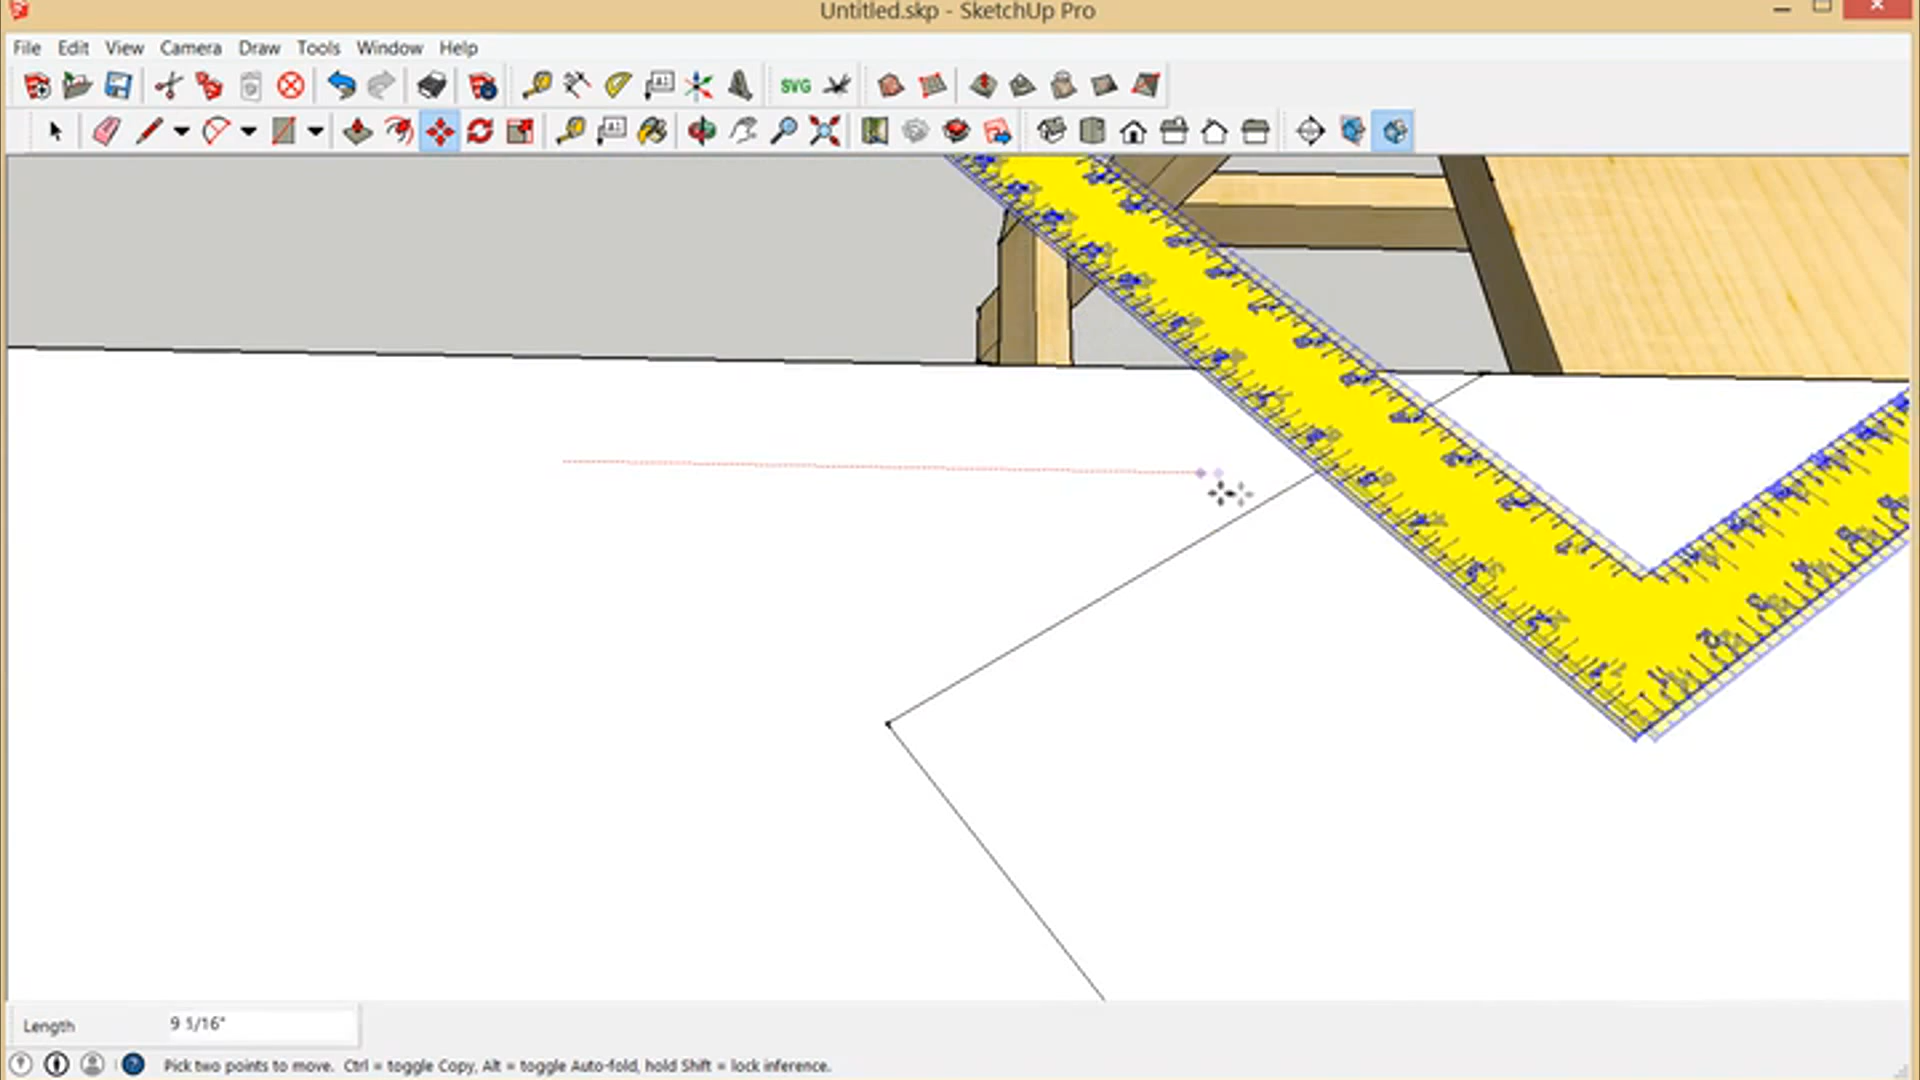 Untitled.skp - SketchUp Pro
File Edit View Camera Draw Tools Window Help
SVG
Length 9 5/16"
Pick two points to move. Ctrl = toggle Copy, Alt = toggle Auto-fold, hold Shift = lock inference.